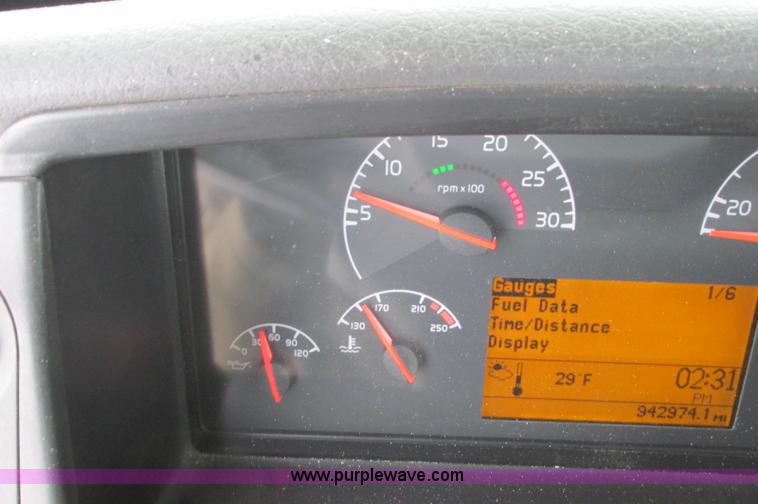 5 10 15 20 25 30
rpm x 100
20
Gauges 1/6
Fuel Data
Time/Distance
Display
29°F 02:31
PM
942974.1 MI
130 170 210 250
0 30 60 90 120
www.purplewave.com